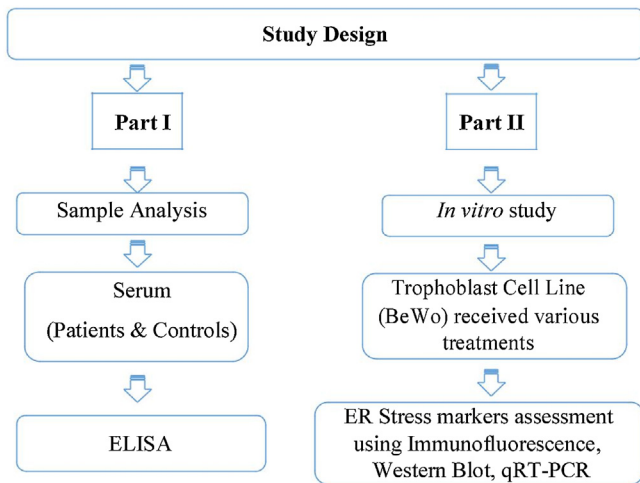 Study Design
Part I
Part II
Sample Analysis
In vitro study
Serum
(Patients & Controls)
Trophoblast Cell Line
(BeWo) received various
treatments
ELISA
ER Stress markers assessment
using Immunofluorescence,
Western Blot, qRT-PCR